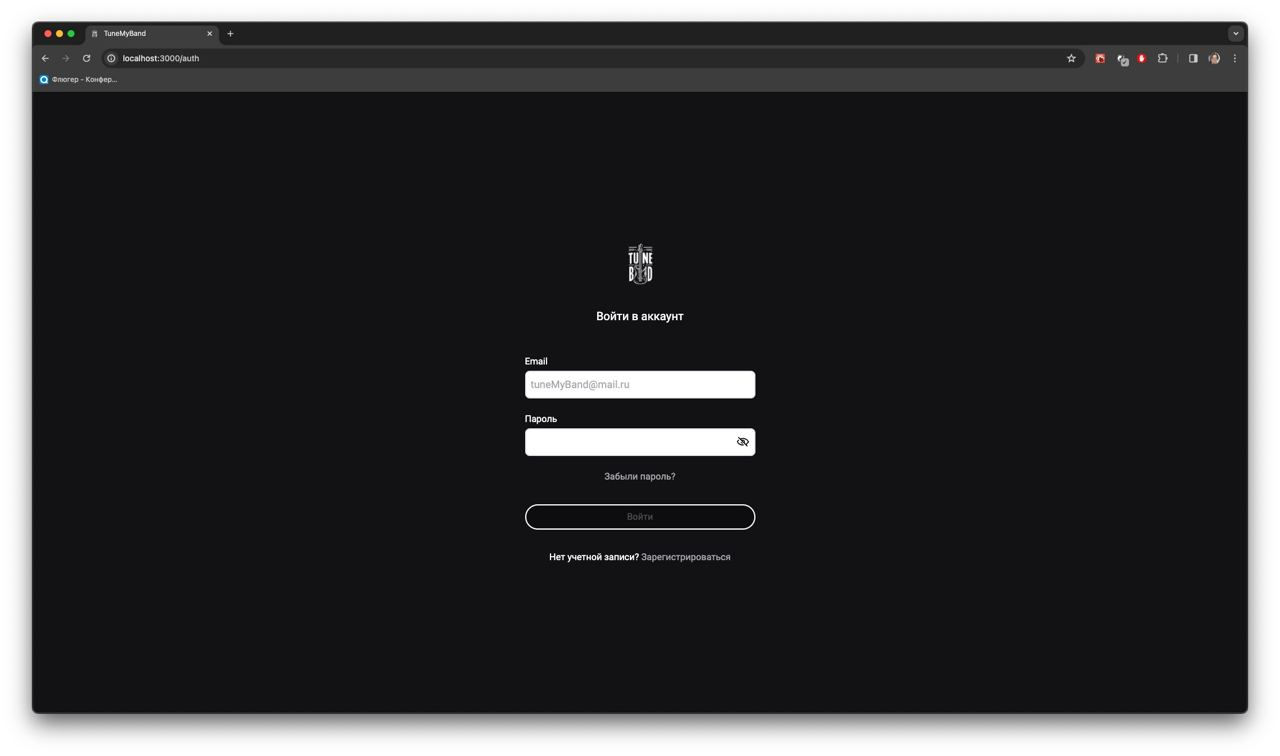 TuneMyBand
localhost:3000/auth
Флюгер - Конфер...
TUNE
BAND
Войти в аккаунт
Email
tuneMyBand@mail.ru
Пароль
Забыли пароль?
Войти
Нет учетной записи? Зарегистрироваться